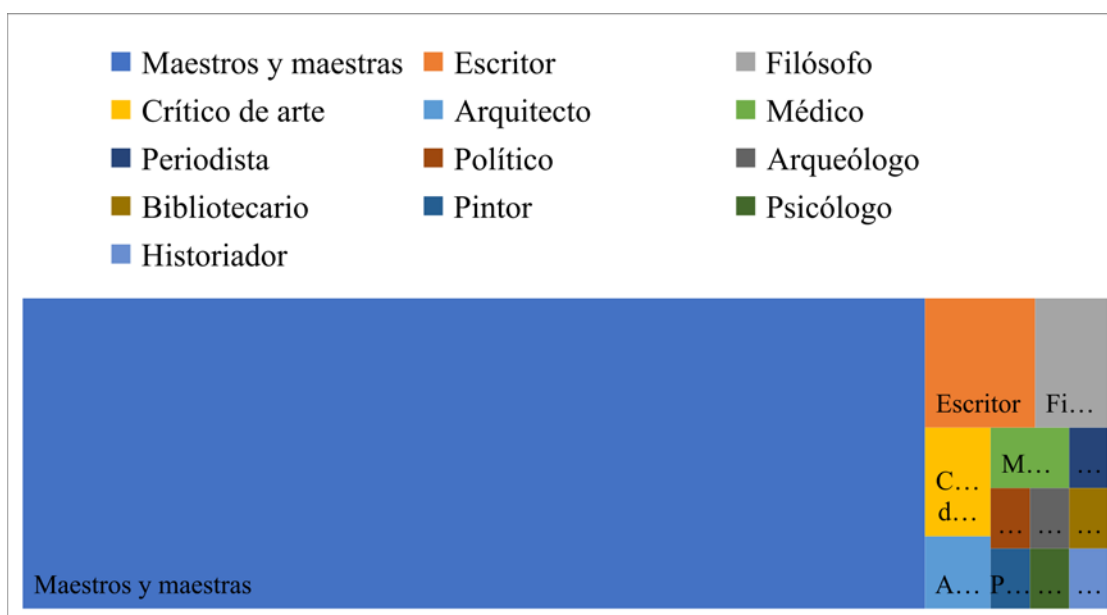 Maestros y maestras Escritor Filósofo
Crítico de arte Arquitecto Médico
Periodista Político Arqueólogo
Bibliotecario Pintor Psicólogo
Historiador
Escritor Fi...
C... M... ...
d... ... ... ...
Maestros y maestras A... P... ... ...